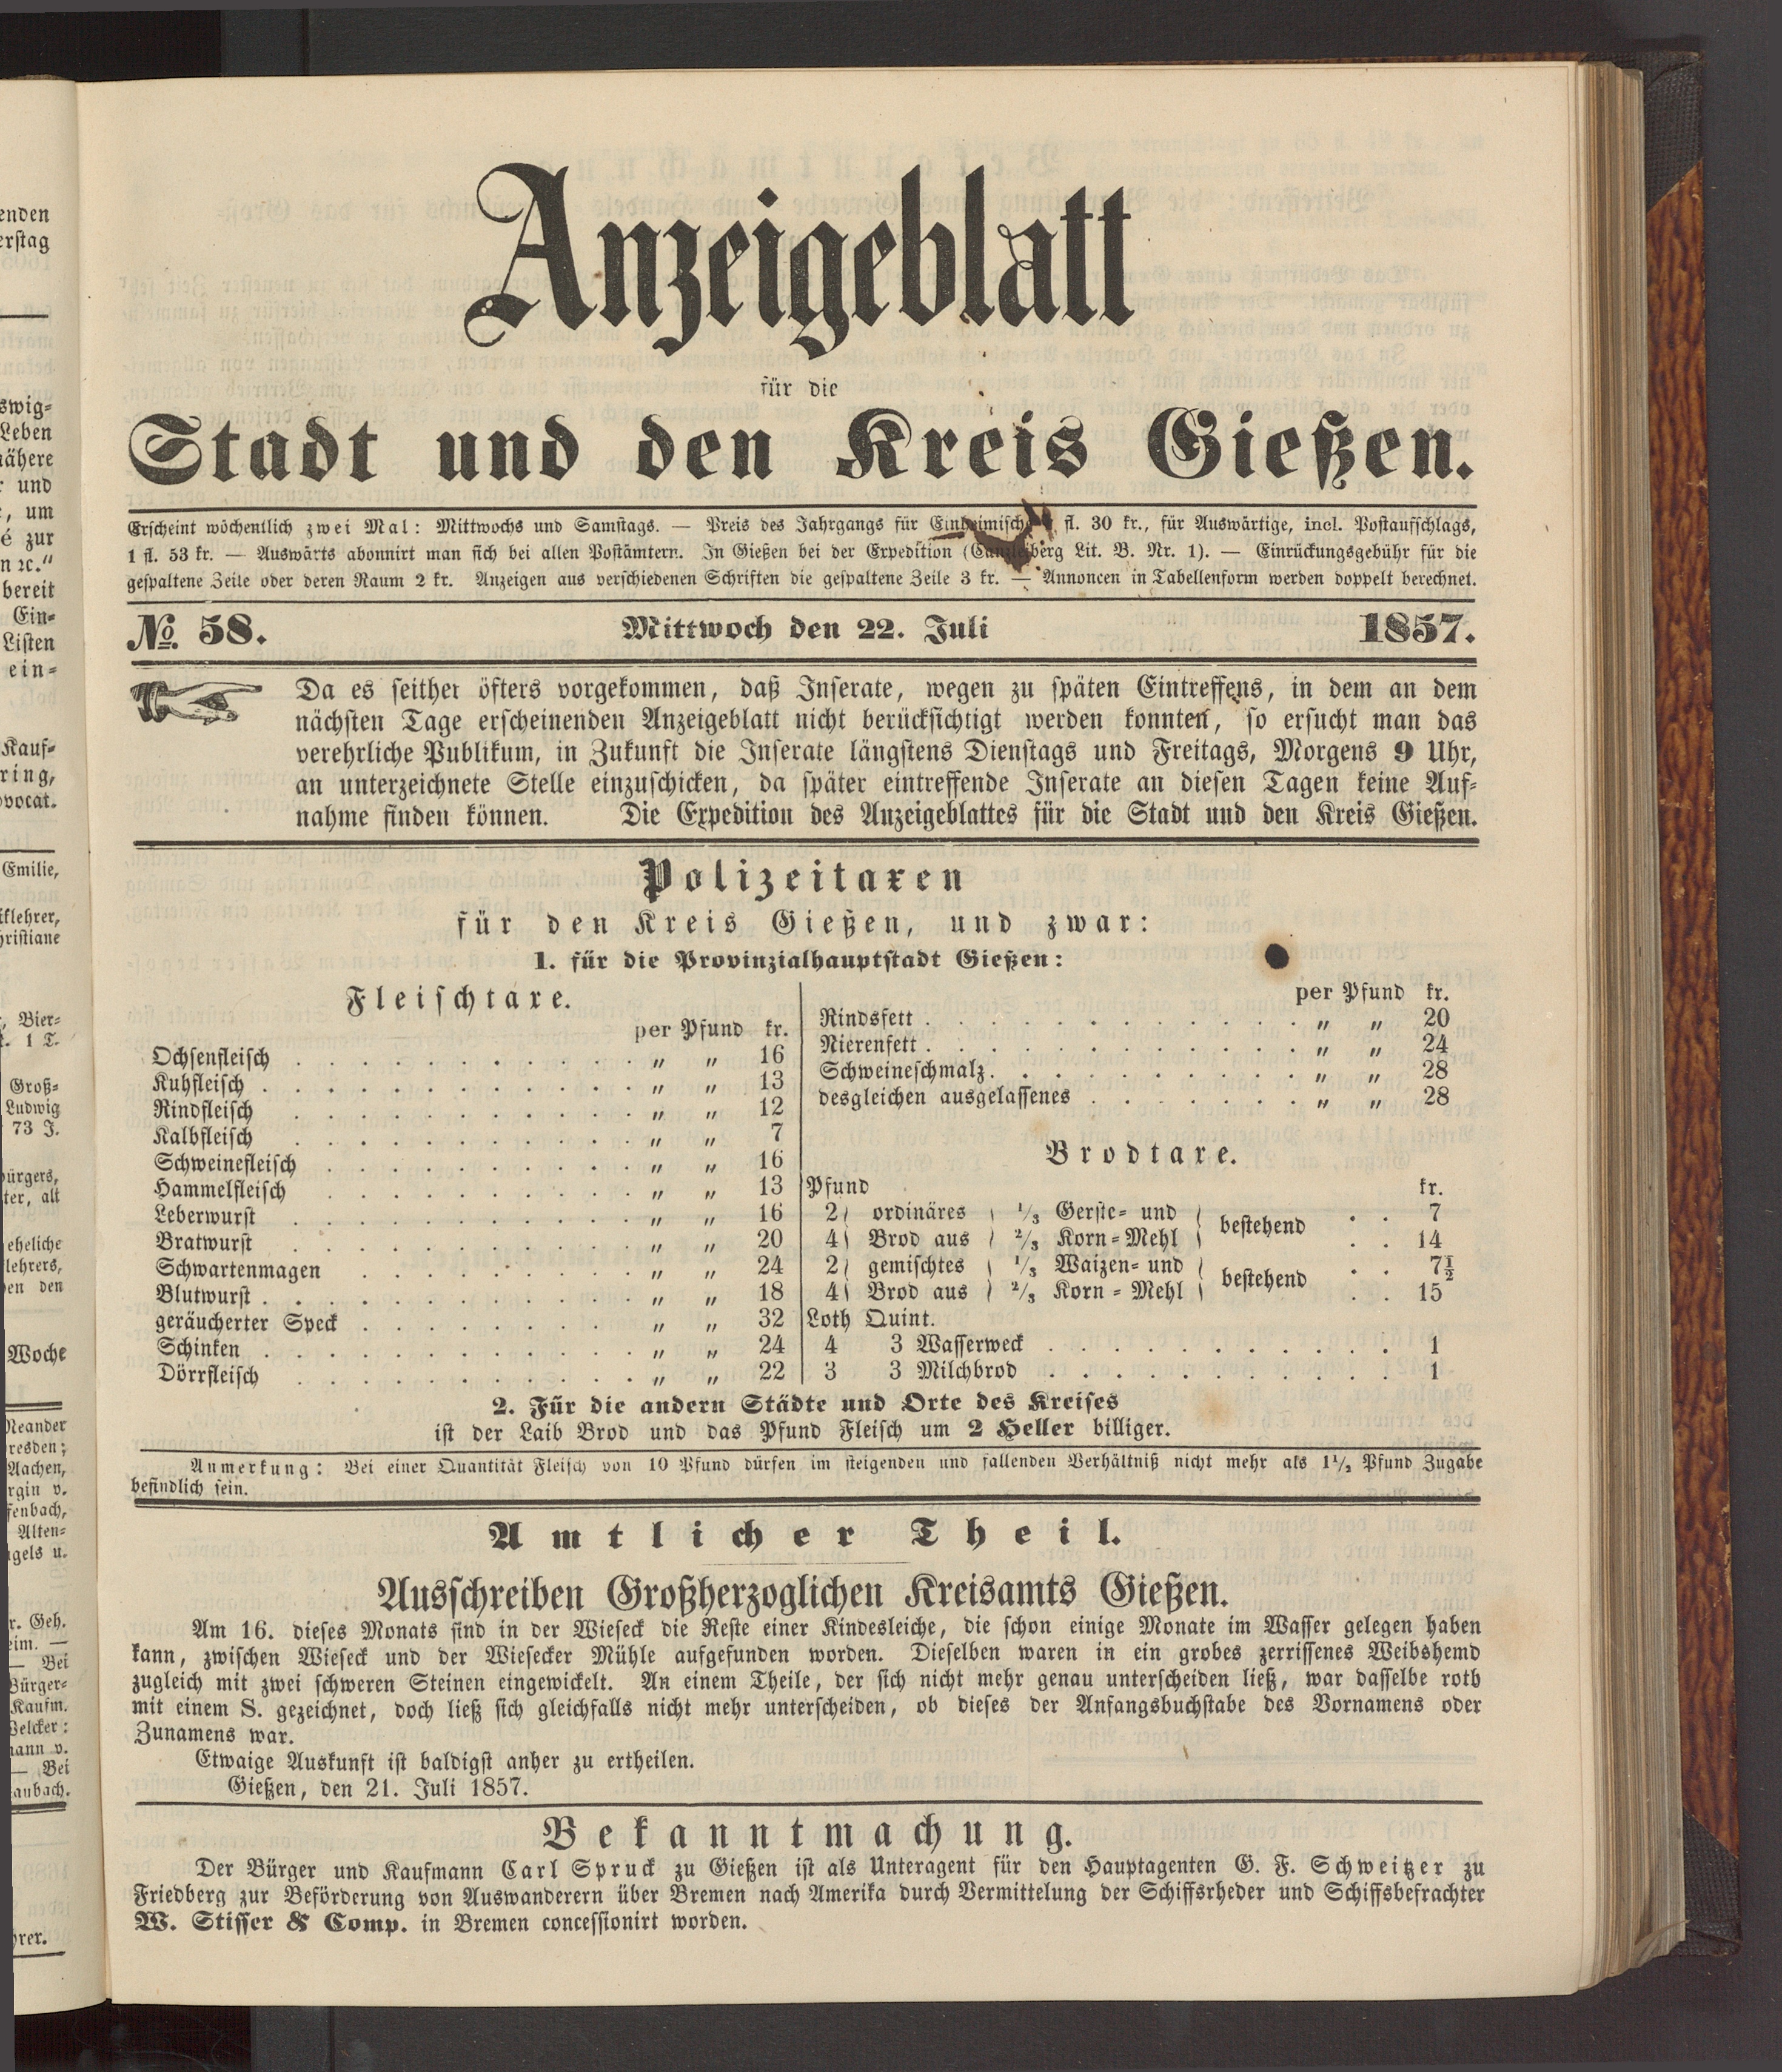 Anzeigeblatt
für die
Stadt und den Kreis Gießen.
Erscheint wöchentlich zwei Mal: Mittwochs und Samstags. — Preis des Jahrgangs für fl. 30 kr., für Auswärtige, incl. Postaufschlags,
1 fl. 53 kr. — Auswärts abonnirt man sich bei allen Postämtern. In Gießen bei der Expedition (Canzleiberg Lit. B. Nr. 1). — Einrückungsgebühr für die
gespaltene Zeile oder deren Raum 2 kr. Anzeigen aus verschiedenen Schriften die gespaltene Zeile 3 kr. — Annoncen in Tabellenform werden doppelt berechnet.
№ 58. Mittwoch den 22. Juli 1857.
Da es seither öfters vorgekommen, daß Inserate, wegen zu späten Eintreffens, in dem an dem
nächsten Tage erscheinenden Anzeigeblatt nicht berücksichtigt werden konnten, so ersucht man das
verehrliche Publikum, in Zukunft die Inserate längstens Dienstags und Freitags, Morgens 9 Uhr,
an unterzeichnete Stelle einzuschicken, da später eintreffende Inserate an diesen Tagen keine Auf-
nahme finden können. Die Expedition des Anzeigeblattes für die Stadt und den Kreis Gießen.
Polizeitaxen
für den Kreis Gießen, und zwar:
1. für die Provinzialhauptstadt Gießen:
Fleischtaxe.
per Pfund kr.
Ochsenfleisch . . . . . . . . . . . . „ „ 16
Kuhfleisch . . . . . . . . . . . . „ „ 13
Rindfleisch . . . . . . . . . . . . „ „ 12
Kalbfleisch . . . . . . . . . . . . „ „ 7
Schweinefleisch . . . . . . . . . . . „ „ 16
Hammelfleisch . . . . . . . . . . . „ „ 13
Leberwurst . . . . . . . . . . . . „ „ 16
Bratwurst . . . . . . . . . . . . „ „ 20
Schwartenmagen . . . . . . . . . . „ „ 24
Blutwurst . . . . . . . . . . . . „ „ 18
geräucherter Speck . . . . . . . . . . „ „ 32
Schinken . . . . . . . . . . . . „ „ 24
Dörrfleisch . . . . . . . . . . . . „ „ 22
per Pfund kr.
Rindsfett . . . . . . . . . . . . „ „ 20
Nierenfett . . . . . . . . . . . . „ „ 24
Schweineschmalz . . . . . . . . . . „ „ 28
desgleichen ausgelassenes . . . . . . . „ „ 28
Brodtaxe.
Pfund kr.
2 ) ordinäres ( 1/3 Gerste- und ( bestehend . . 7
4 ) Brod aus ) 2/3 Korn-Mehl ) . . 14
2 ) gemischtes ( 1/3 Waizen- und ( bestehend . . 7½
4 ) Brod aus ) 2/3 Korn-Mehl ) . . 15
Loth Quint.
4 3 Wasserweck . . . . . . . . . . 1
3 3 Milchbrod . . . . . . . . . . 1
2. Für die andern Städte und Orte des Kreises
ist der Laib Brod und das Pfund Fleisch um 2 Heller billiger.
Anmerkung: Bei einer Quantität Fleisch von 10 Pfund dürfen im steigenden und fallenden Verhältniß nicht mehr als 1½ Pfund Zugabe
befindlich sein.
Amtlicher Theil.
Ausschreiben Großherzoglichen Kreisamts Gießen.
Am 16. dieses Monats sind in der Wieseck die Reste einer Kindesleiche, die schon einige Monate im Wasser gelegen haben
kann, zwischen Wieseck und der Wiesecker Mühle aufgefunden worden. Dieselben waren in ein grobes zerrissenes Weibshemd
zugleich mit zwei schweren Steinen eingewickelt. An einem Theile, der sich nicht mehr genau unterscheiden ließ, war dasselbe roth
mit einem S. gezeichnet, doch ließ sich gleichfalls nicht mehr unterscheiden, ob dieses der Anfangsbuchstabe des Vornamens oder
Zunamens war.
Etwaige Auskunft ist baldigst anher zu ertheilen.
Gießen, den 21. Juli 1857.
Bekanntmachung.
Der Bürger und Kaufmann Carl Spruck zu Gießen ist als Unteragent für den Hauptagenten G. F. Schweitzer zu
Friedberg zur Beförderung von Auswanderern über Bremen nach Amerika durch Vermittelung der Schiffsrheder und Schiffsbefrachter
W. Stisser & Comp. in Bremen concessionirt worden.